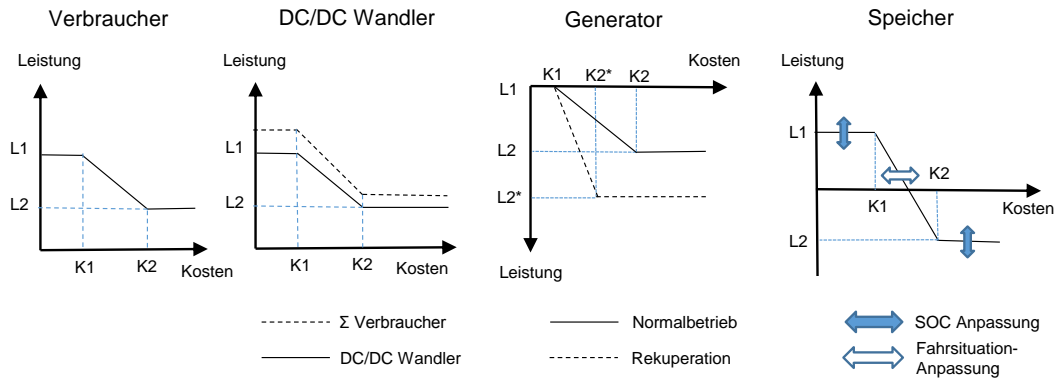 Verbraucher
DC/DC Wandler
Generator
Speicher
Leistung
L1
L2
K1
K2
Kosten
Leistung
L1
L2
K1
K2
Kosten
Kosten
K1
K2*
K2
L1
L2
L2*
Leistung
Leistung
L1
K2
K1
Kosten
L2
Σ Verbraucher
DC/DC Wandler
Normalbetrieb
Rekuperation
SOC Anpassung
Fahrsituation-
Anpassung